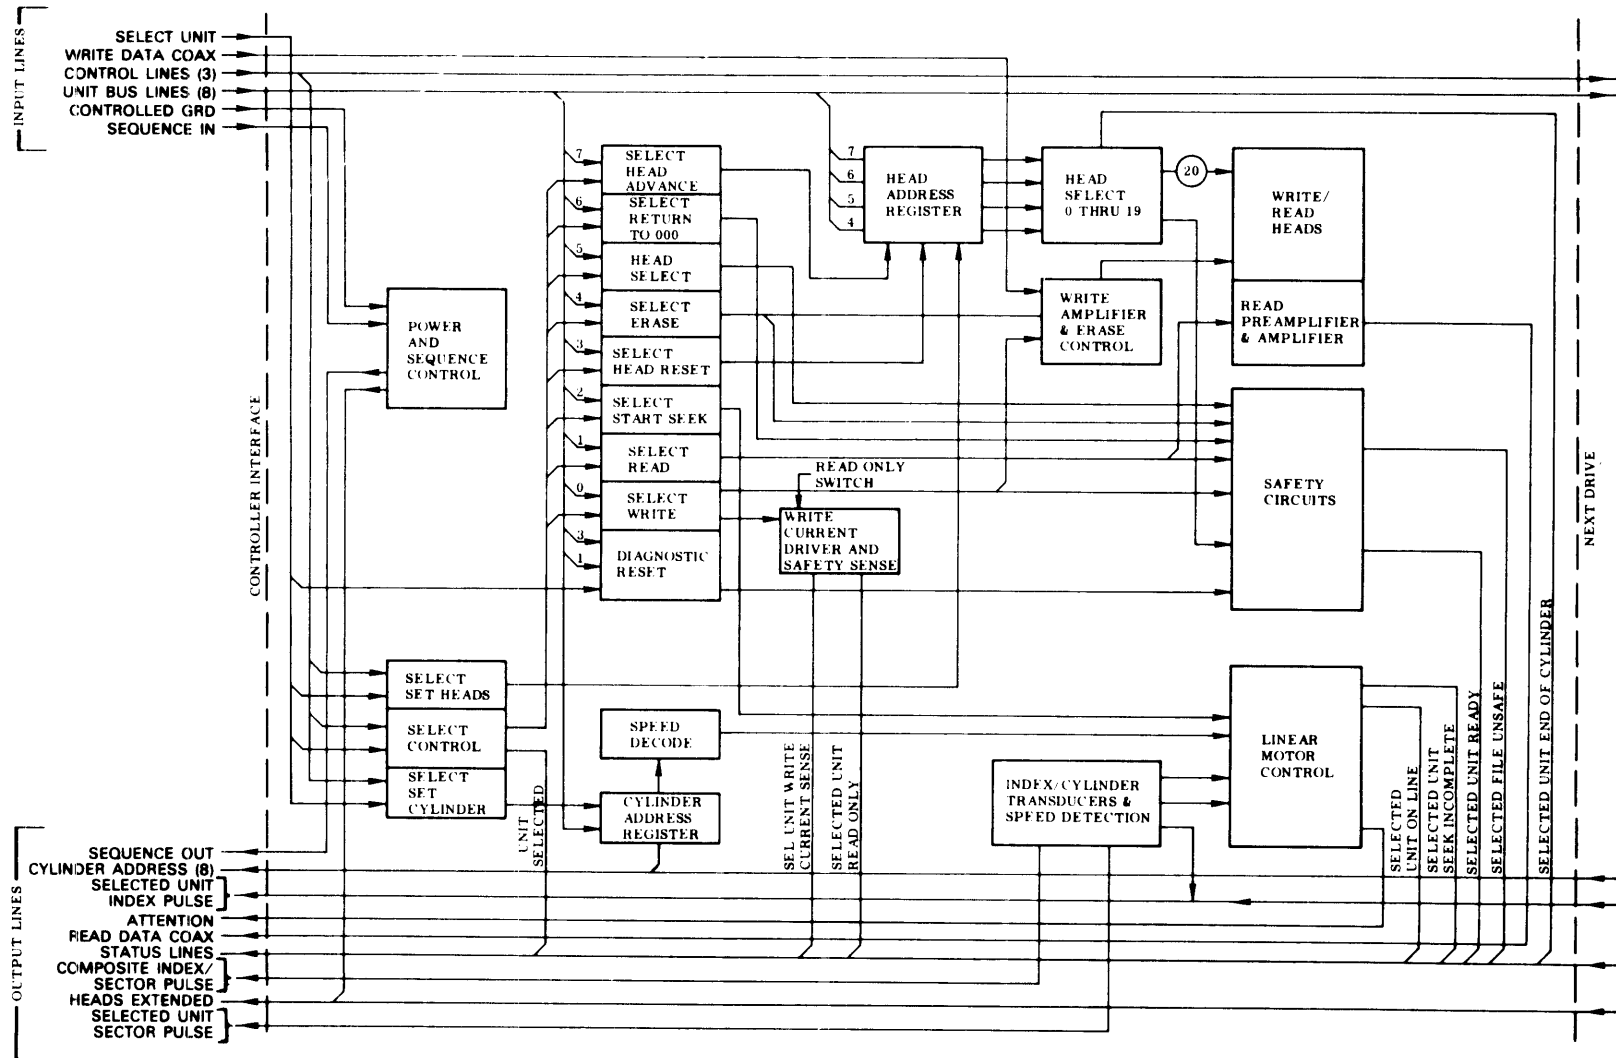 INPUT LINES
SELECT UNIT
WRITE DATA COAX
CONTROL LINES (3)
UNIT BUS LINES (8)
CONTROLLED GRD
SEQUENCE IN
CONTROLLER INTERFACE
POWER
AND
SEQUENCE
CONTROL
7
SELECT
HEAD
ADVANCE
6
SELECT
RETURN
TO 000
5
HEAD
SELECT
4
SELECT
ERASE
3
SELECT
HEAD RESET
2
SELECT
START SEEK
1
SELECT
READ
0
SELECT
WRITE
3
1
DIAGNOSTIC
RESET
7
6
5
4
HEAD
ADDRESS
REGISTER
HEAD
SELECT
0 THRU 19
20
WRITE/
READ
HEADS
WRITE
AMPLIFIER
& ERASE
CONTROL
READ
PREAMPLIFIER
& AMPLIFIER
READ ONLY
SWITCH
WRITE
CURRENT
DRIVER AND
SAFETY SENSE
SAFETY
CIRCUITS
NEXT DRIVE
SELECT
SET HEADS
SELECT
CONTROL
SELECT
SET
CYLINDER
SPEED
DECODE
CYLINDER
ADDRESS
REGISTER
UNIT
SELECTED
SEL UNIT WRITE
CURRENT SENSE
SELECTED UNIT
READ ONLY
INDEX/CYLINDER
TRANSDUCERS &
SPEED DETECTION
LINEAR
MOTOR
CONTROL
SELECTED
UNIT ON LINE
SELECTED UNIT
SEEK INCOMPLETE
SELECTED UNIT READY
SELECTED FILE UNSAFE
SELECTED UNIT END OF CYLINDER
OUTPUT LINES
SEQUENCE OUT
CYLINDER ADDRESS (8)
SELECTED UNIT
INDEX PULSE
ATTENTION
READ DATA COAX
STATUS LINES
COMPOSITE INDEX/
SECTOR PULSE
HEADS EXTENDED
SELECTED UNIT
SECTOR PULSE